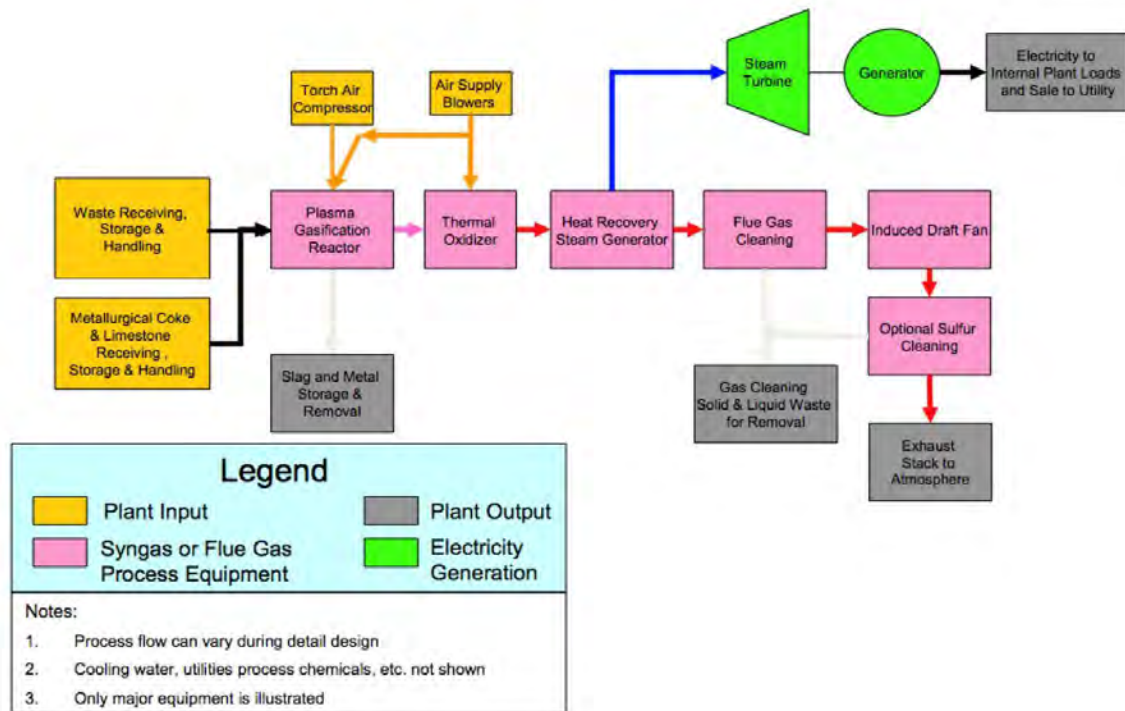 Steam
Turbine
Generator
Electricity to
Internal Plant Loads
and Sale to Utility
Torch Air
Compressor
Air Supply
Blowers
Waste Receiving,
Storage &
Handling
Plasma
Gasification
Reactor
Thermal
Oxidizer
Heat Recovery
Steam Generator
Flue Gas
Cleaning
Induced Draft Fan
Metallurgical Coke
& Limestone
Receiving ,
Storage & Handling
Optional Sulfur
Cleaning
Slag and Metal
Storage &
Removal
Gas Cleaning
Solid & Liquid Waste
for Removal
Exhaust
Stack to
Atmosphere
Legend
Plant Input
Plant Output
Syngas or Flue Gas
Process Equipment
Electricity
Generation
Notes:
1. Process flow can vary during detail design
2. Cooling water, utilities process chemicals, etc. not shown
3. Only major equipment is illustrated